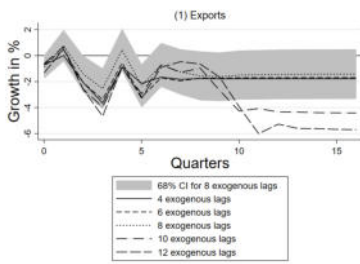 (1) Exports
Growth in %
2
0
-2
-4
-6
0
5
10
15
Quarters
68% CI for 8 exogenous lags
4 exogenous lags
6 exogenous lags
8 exogenous lags
10 exogenous lags
12 exogenous lags